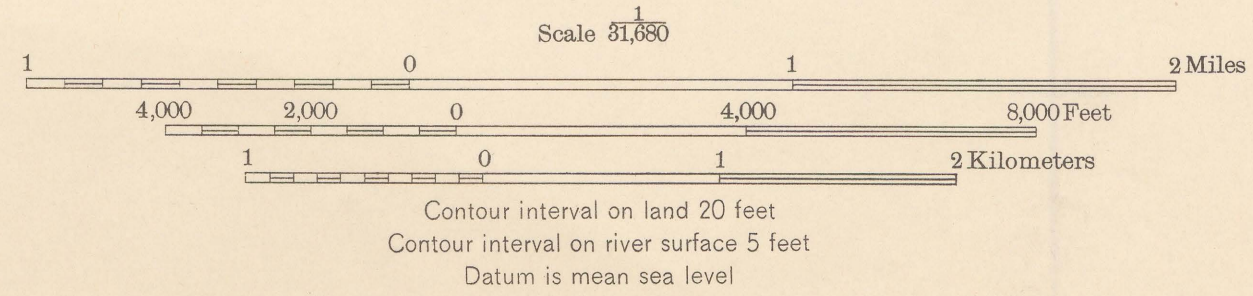 Scale 1/31,680
1 0 1 2 Miles
4,000 2,000 0 4,000 8,000 Feet
1 0 1 2 Kilometers
Contour interval on land 20 feet
Contour interval on river surface 5 feet
Datum is mean sea level